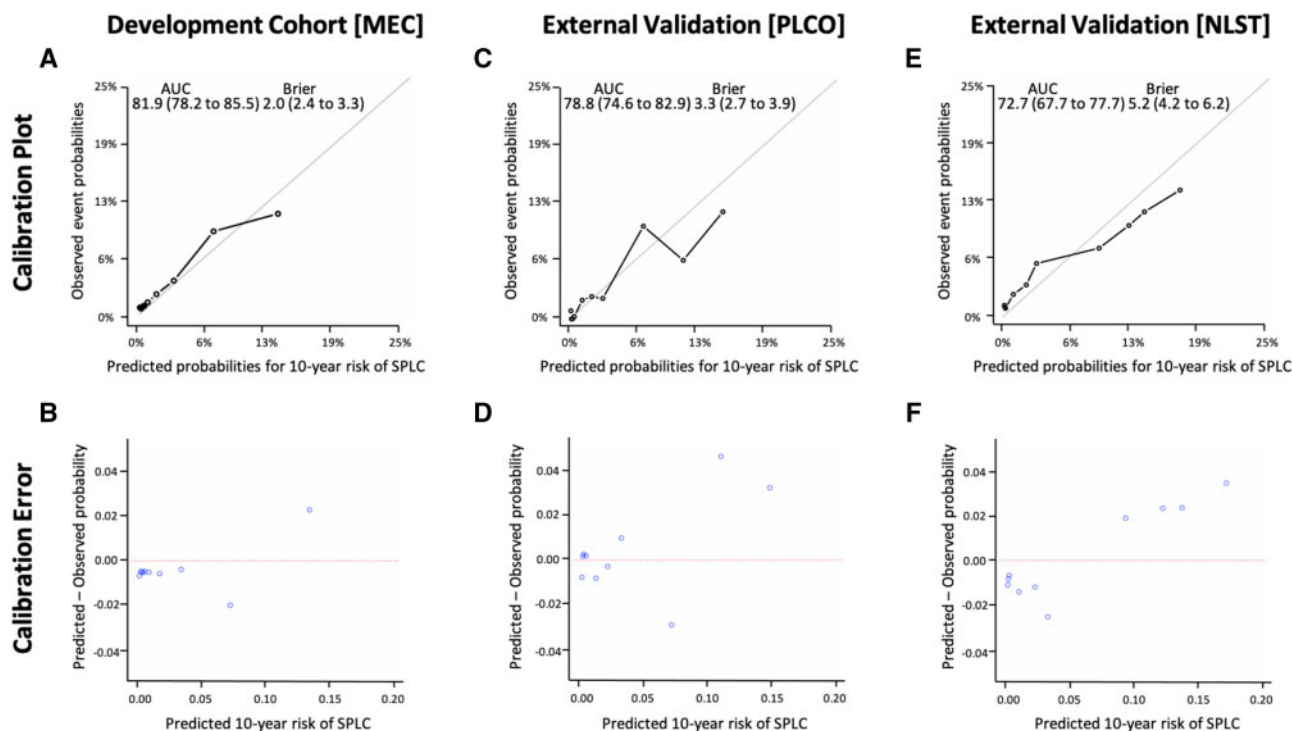 Development Cohort [MEC]
External Validation [PLCO]
External Validation [NLST]
Calibration Plot
A
Observed event probabilities
25%
19%
13%
6%
0%
AUC Brier
81.9 (78.2 to 85.5) 2.0 (2.4 to 3.3)
0% 6% 13% 19% 25%
Predicted probabilities for 10-year risk of SPLC
C
Observed event probabilities
25%
19%
13%
6%
0%
AUC Brier
78.8 (74.6 to 82.9) 3.3 (2.7 to 3.9)
0% 6% 13% 19% 25%
Predicted probabilities for 10-year risk of SPLC
E
Observed event probabilities
25%
19%
13%
6%
0%
AUC Brier
72.7 (67.7 to 77.7) 5.2 (4.2 to 6.2)
0% 6% 13% 19% 25%
Predicted probabilities for 10-year risk of SPLC
Calibration Error
B
Predicted – Observed probability
0.04
0.02
0.00
-0.02
-0.04
0.00 0.05 0.10 0.15 0.20
Predicted 10-year risk of SPLC
D
Predicted – Observed probability
0.04
0.02
0.00
-0.02
-0.04
0.00 0.05 0.10 0.15 0.20
Predicted 10-year risk of SPLC
F
Predicted – Observed probability
0.04
0.02
0.00
-0.02
-0.04
0.00 0.05 0.10 0.15 0.20
Predicted 10-year risk of SPLC